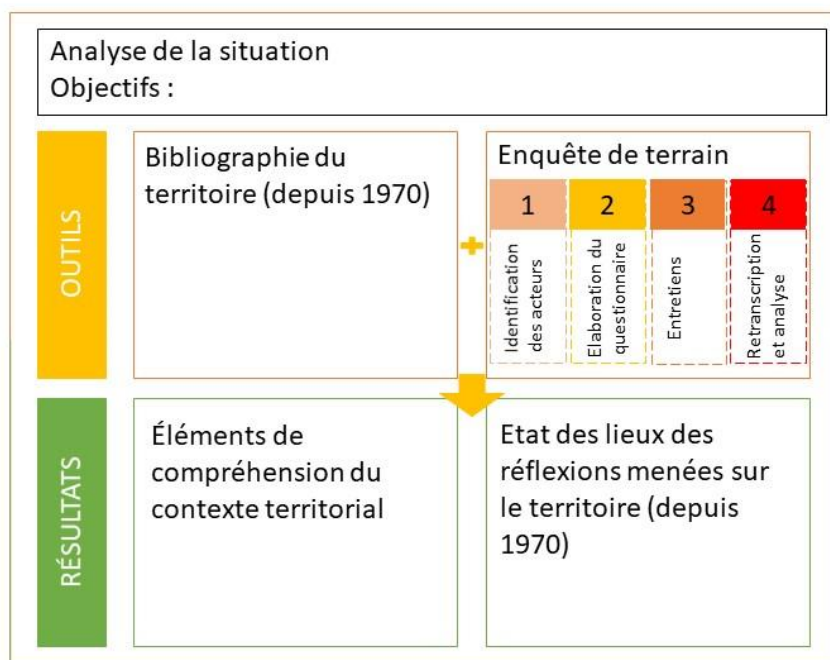 Analyse de la situation
Objectifs :
OUTILS
Bibliographie du
territoire (depuis 1970)
+
Enquête de terrain
1
2
3
4
Identification
des acteurs
Elaboration du
questionnaire
Entretiens
Retranscription
et analyse
RÉSULTATS
Éléments de
compréhension du
contexte territorial
Etat des lieux des
réflexions menées sur
le territoire (depuis
1970)